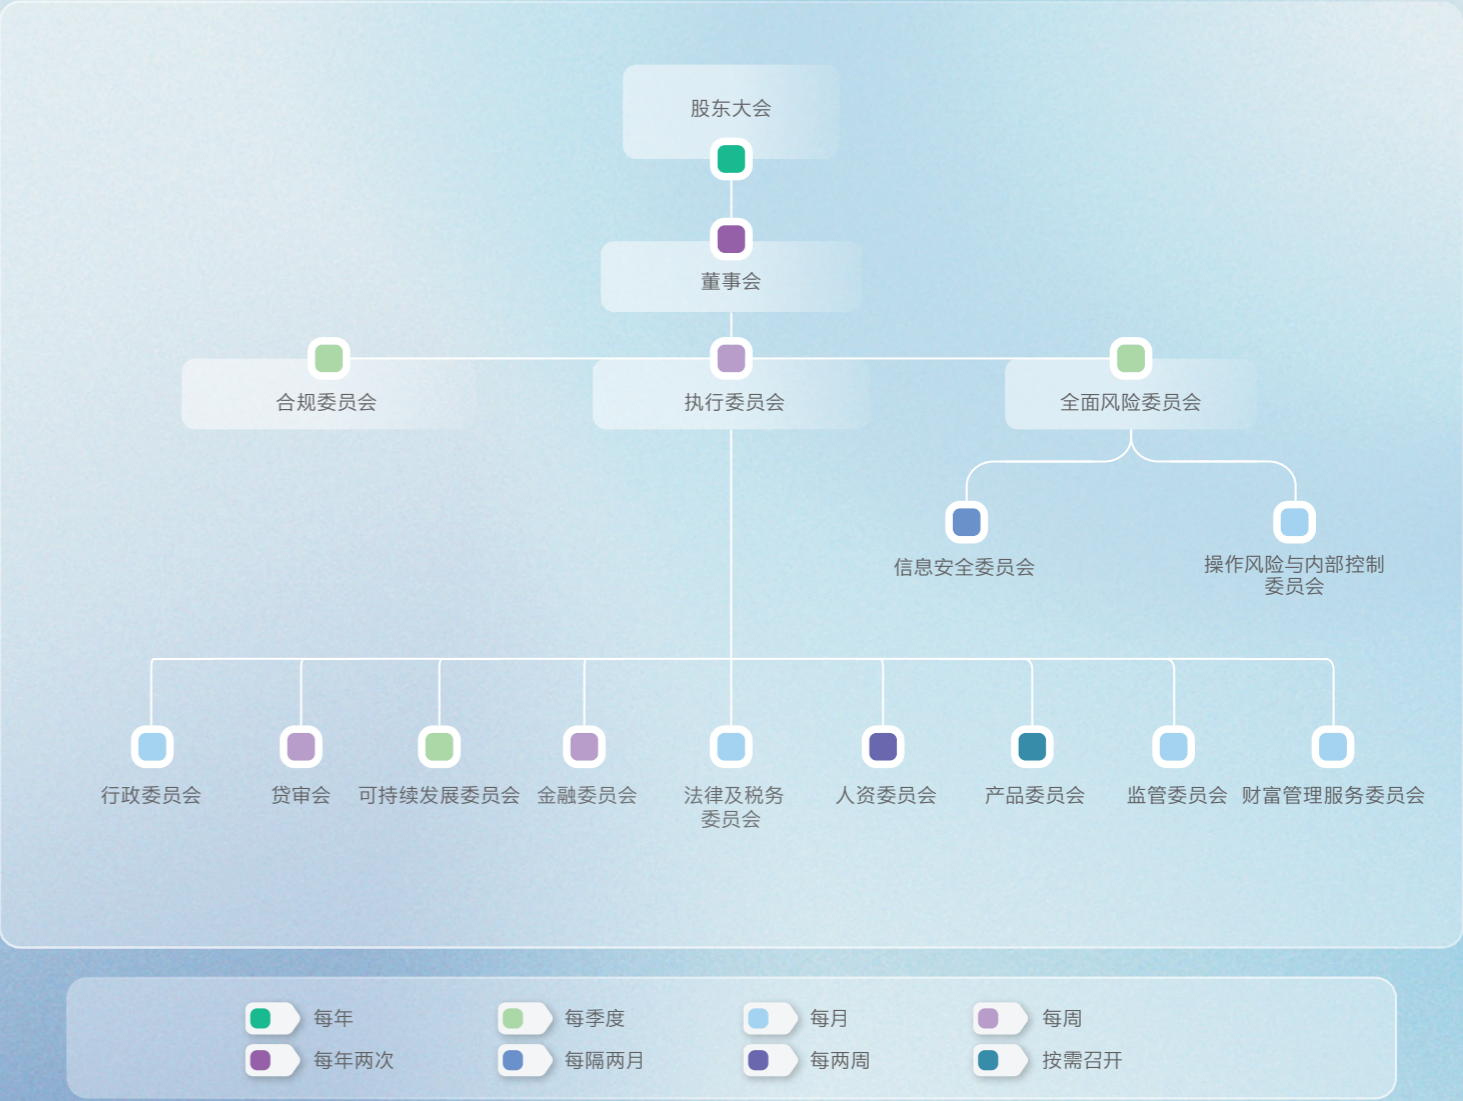 股东大会
董事会
合规委员会
执行委员会
全面风险委员会
信息安全委员会
操作风险与内部控制
委员会
行政委员会
贷审会
可持续发展委员会
金融委员会
法律及税务
委员会
人资委员会
产品委员会
监管委员会
财富管理服务委员会
每年
每季度
每月
每周
每年两次
每隔两月
每两周
按需召开